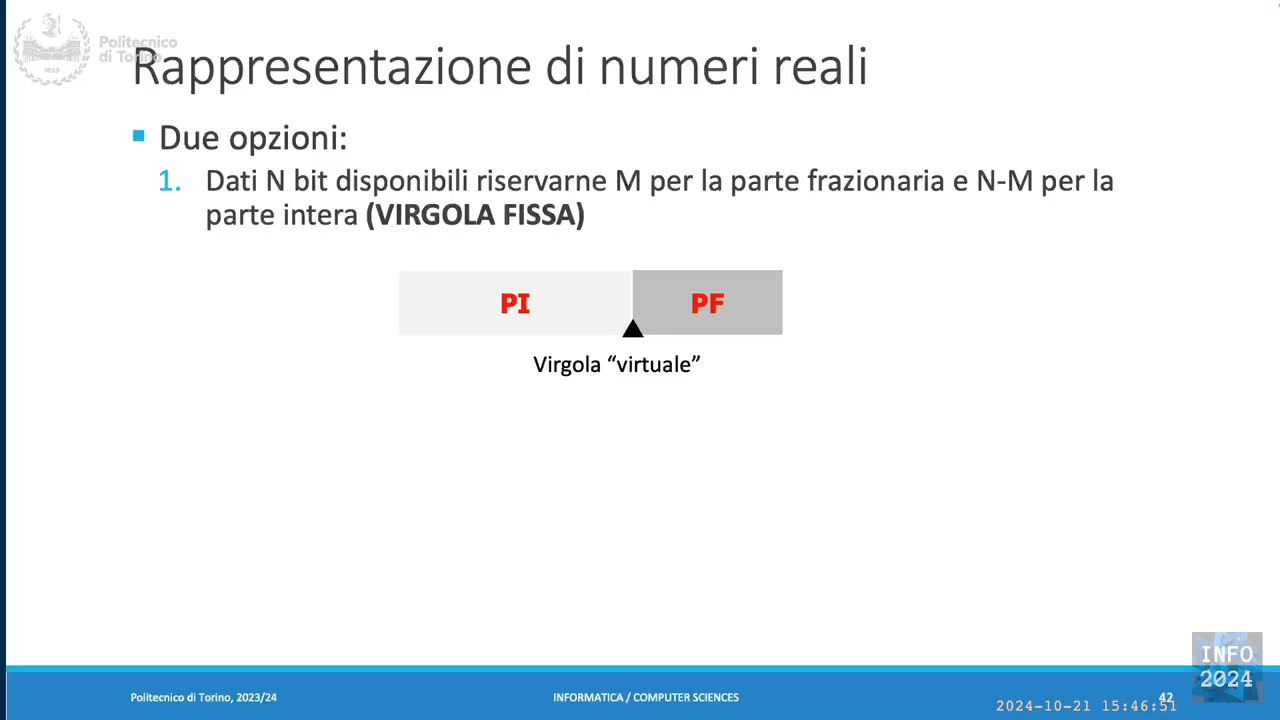 Politecnico
di Torino
1859
Rappresentazione di numeri reali
Due opzioni:
1. Dati N bit disponibili riservarne M per la parte frazionaria e N-M per la
parte intera (VIRGOLA FISSA)
PI PF
Virgola “virtuale”
INFO
2024
Politecnico di Torino, 2023/24 INFORMATICA / COMPUTER SCIENCES 42
2024-10-21 15:46:51